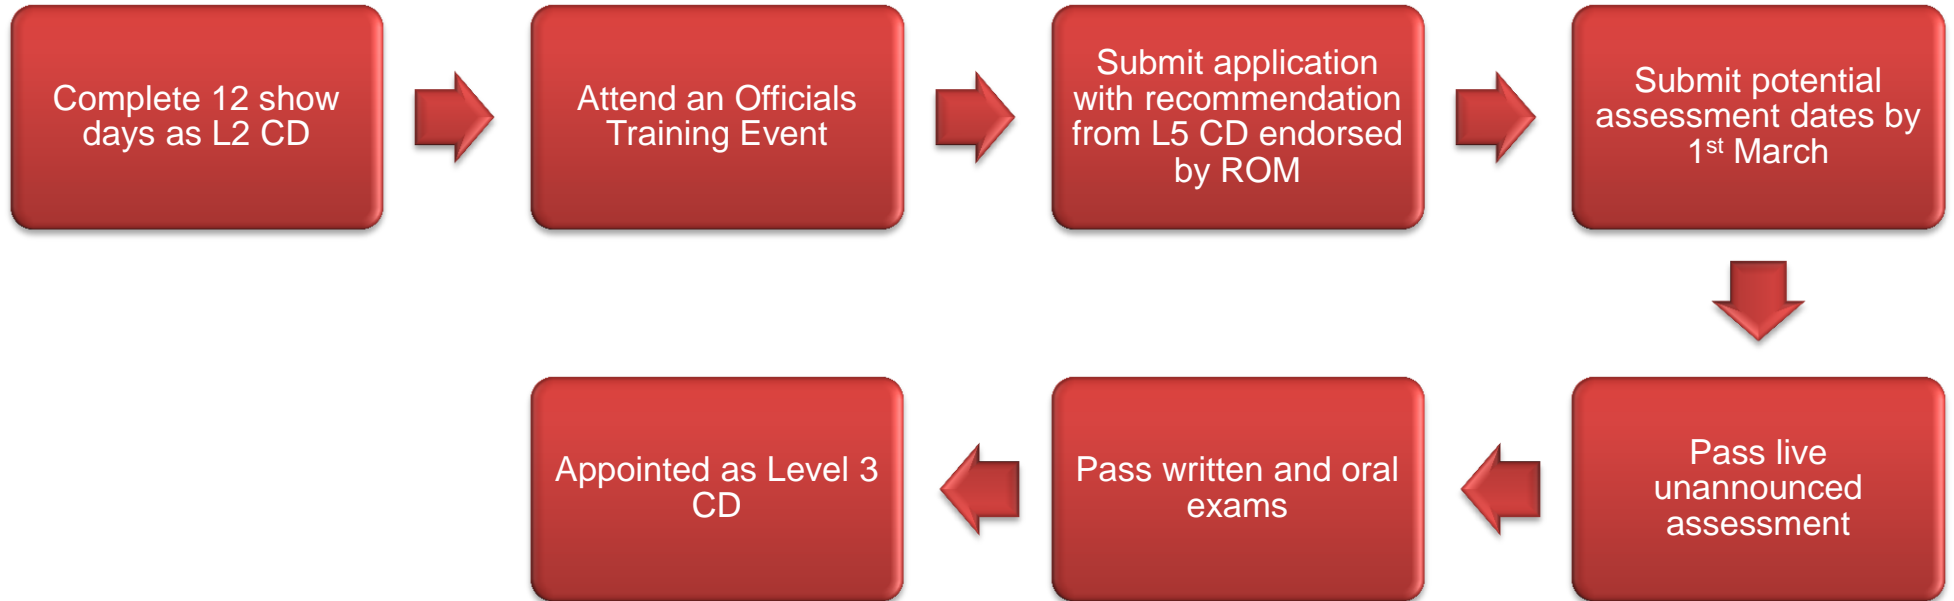 Complete 12 show
days as L2 CD
Attend an Officials
Training Event
Submit application
with recommendation
from L5 CD endorsed
by ROM
Submit potential
assessment dates by
1st March
Pass live
unannounced
assessment
Pass written and oral
exams
Appointed as Level 3
CD